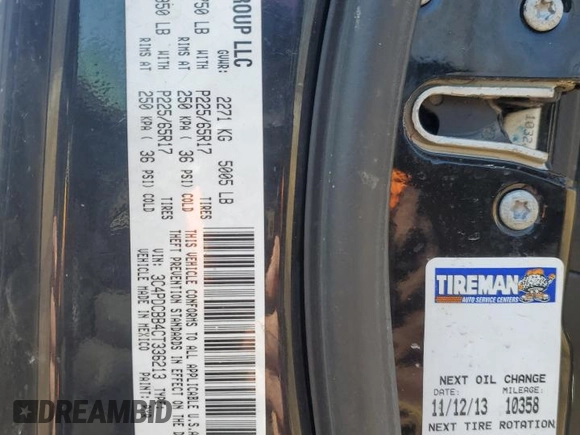 ROUP LLC
GVWR: 2271 KG 5005 LB
LB WITH P225/65R17 TIRES
RIMS AT 250 KPA ( 36 PSI) COLD
950 LB WITH P225/65R17 TIRES
RIMS AT 250 KPA ( 36 PSI) COLD
THIS VEHICLE CONFORMS TO ALL APPLICABLE U.S.A
THEFT PREVENTION STANDARDS IN EFFECT ON THE D
VIN: 3C4PDCBB4CT336213
VEHICLE MADE IN MEXICO PAINT:
TIREMAN
AUTO SERVICE CENTERS
NEXT OIL CHANGE
DATE: MILEAGE:
11/12/13 10358
NEXT TIRE ROTATION
DREAMBID